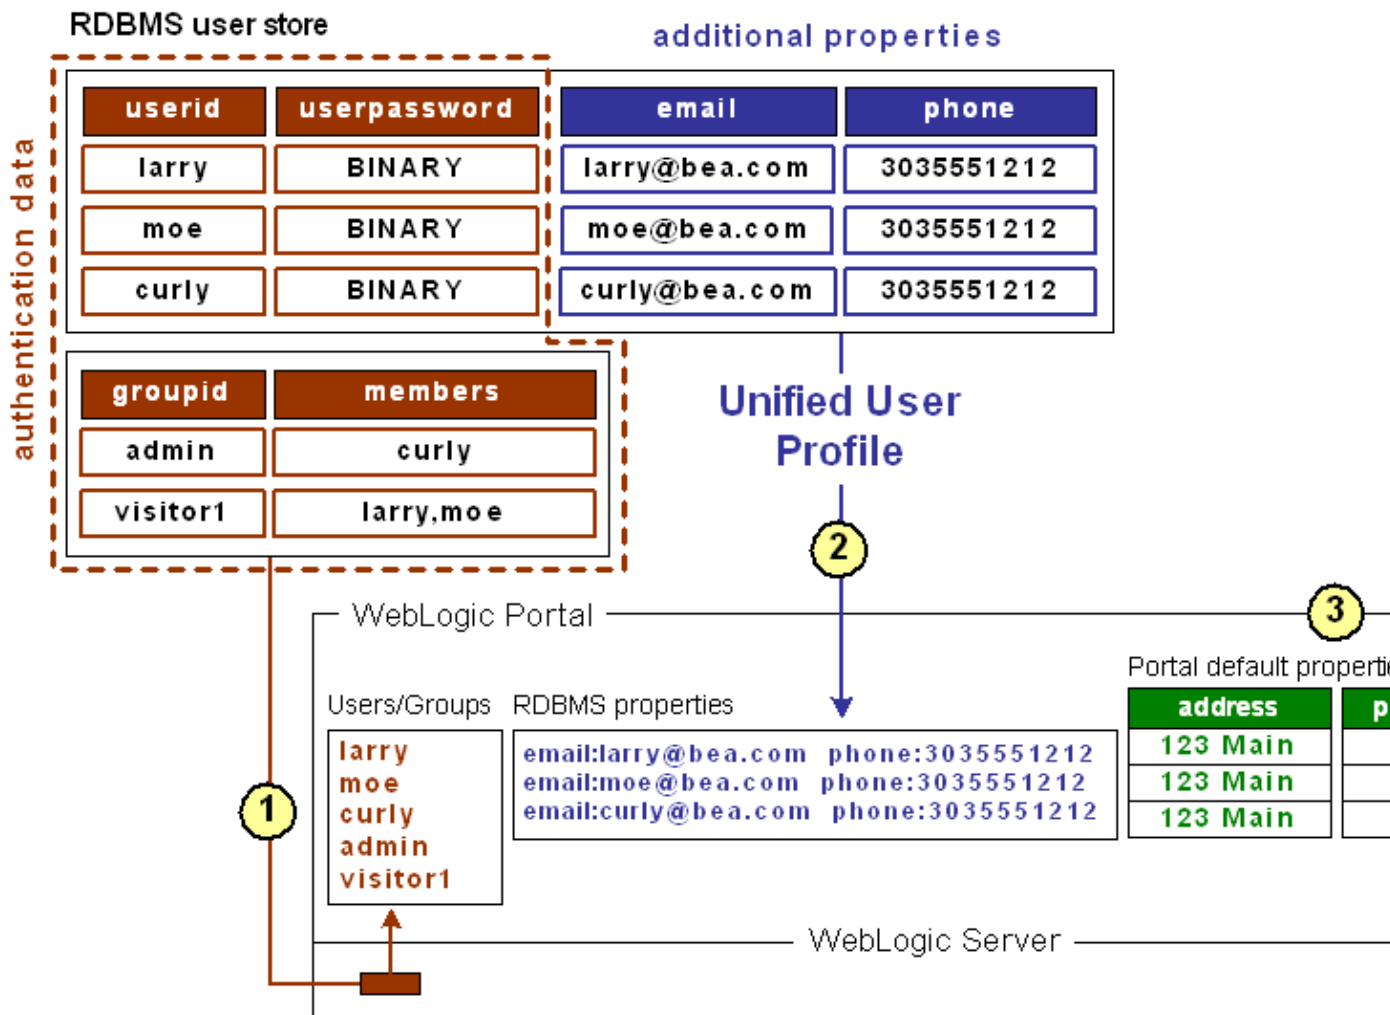 RDBMS user store
additional properties
authentication data
userid userpassword email phone
larry BINARY larry@bea.com 3035551212
moe BINARY moe@bea.com 3035551212
curly BINARY curly@bea.com 3035551212
groupid members
admin curly
visitor1 larry,moe
Unified User
Profile
2
WebLogic Portal
3
Portal default properti
Users/Groups RDBMS properties
address p
larry
moe
curly
admin
visitor1
email:larry@bea.com phone:3035551212
email:moe@bea.com phone:3035551212
email:curly@bea.com phone:3035551212
123 Main
123 Main
123 Main
1
WebLogic Server